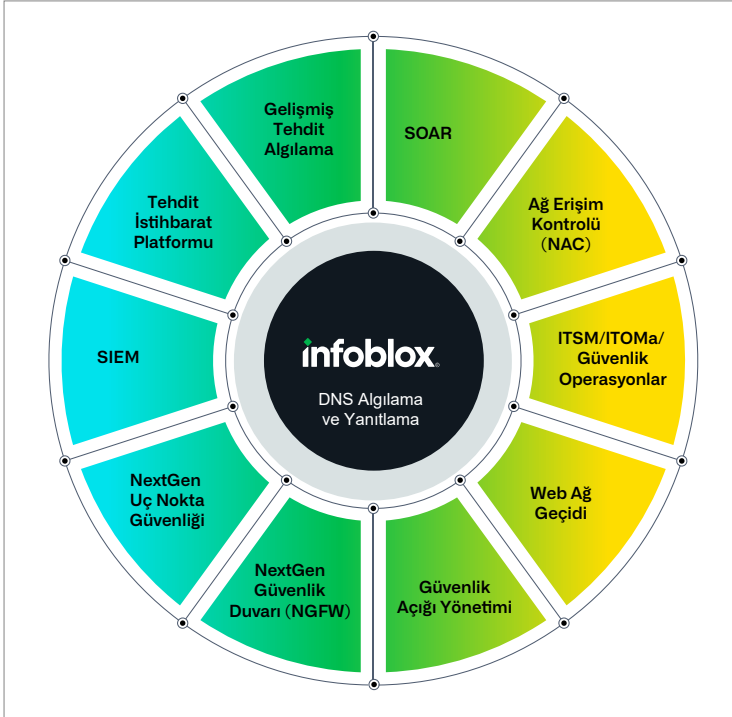 Gelişmiş
Tehdit
Algılama
SOAR
Ağ Erişim
Kontrolü
(NAC)
ITSM/ITOMa/
Güvenlik
Operasyonlar
Web Ağ
Geçidi
Güvenlik
Açığı Yönetimi
NextGen
Güvenlik
Duvarı (NGFW)
NextGen
Uç Nokta
Güvenliği
SIEM
Tehdit
İstihbarat
Platformu
infoblox®
DNS Algılama
ve Yanıtlama